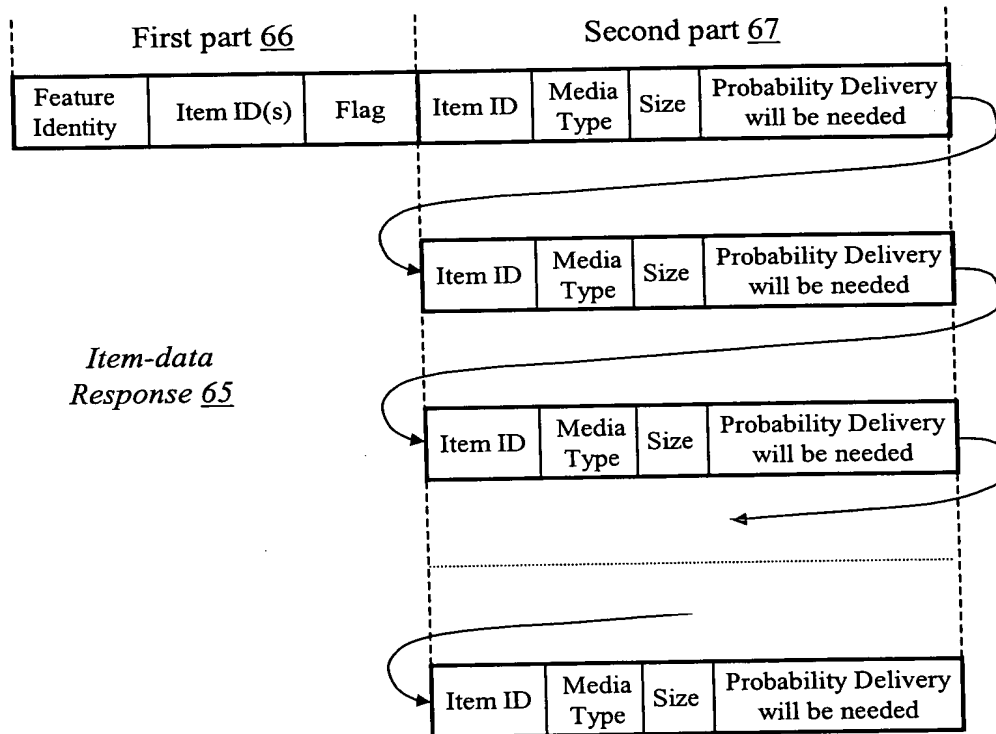 First part 66
Second part 67
Feature Identity
Item ID(s)
Flag
Item ID
Media Type
Size
Probability Delivery will be needed
Item ID
Media Type
Size
Probability Delivery will be needed
Item-data
Response 65
Item ID
Media Type
Size
Probability Delivery will be needed
Item ID
Media Type
Size
Probability Delivery will be needed